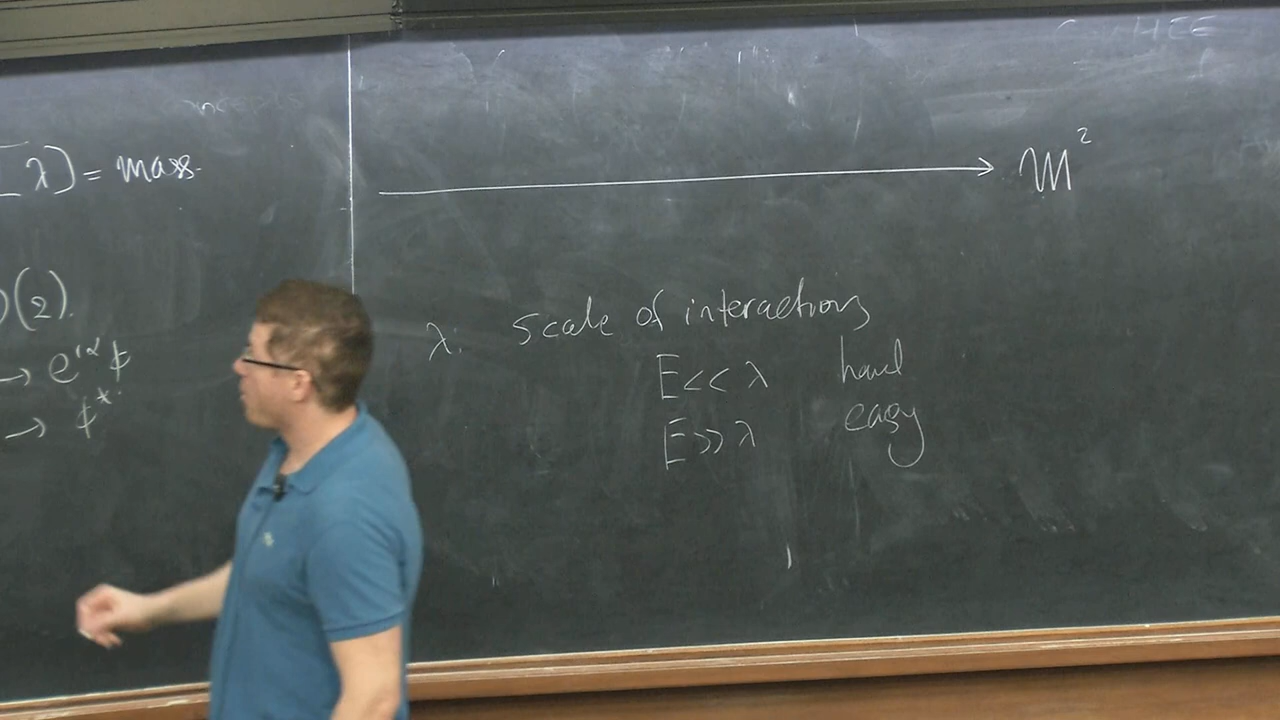 [λ] = mass.
O(2).
→ e^{iα} ϕ
→ ϕ*.
m²
λ: scale of interactions
E << λ hard
E >> λ easy